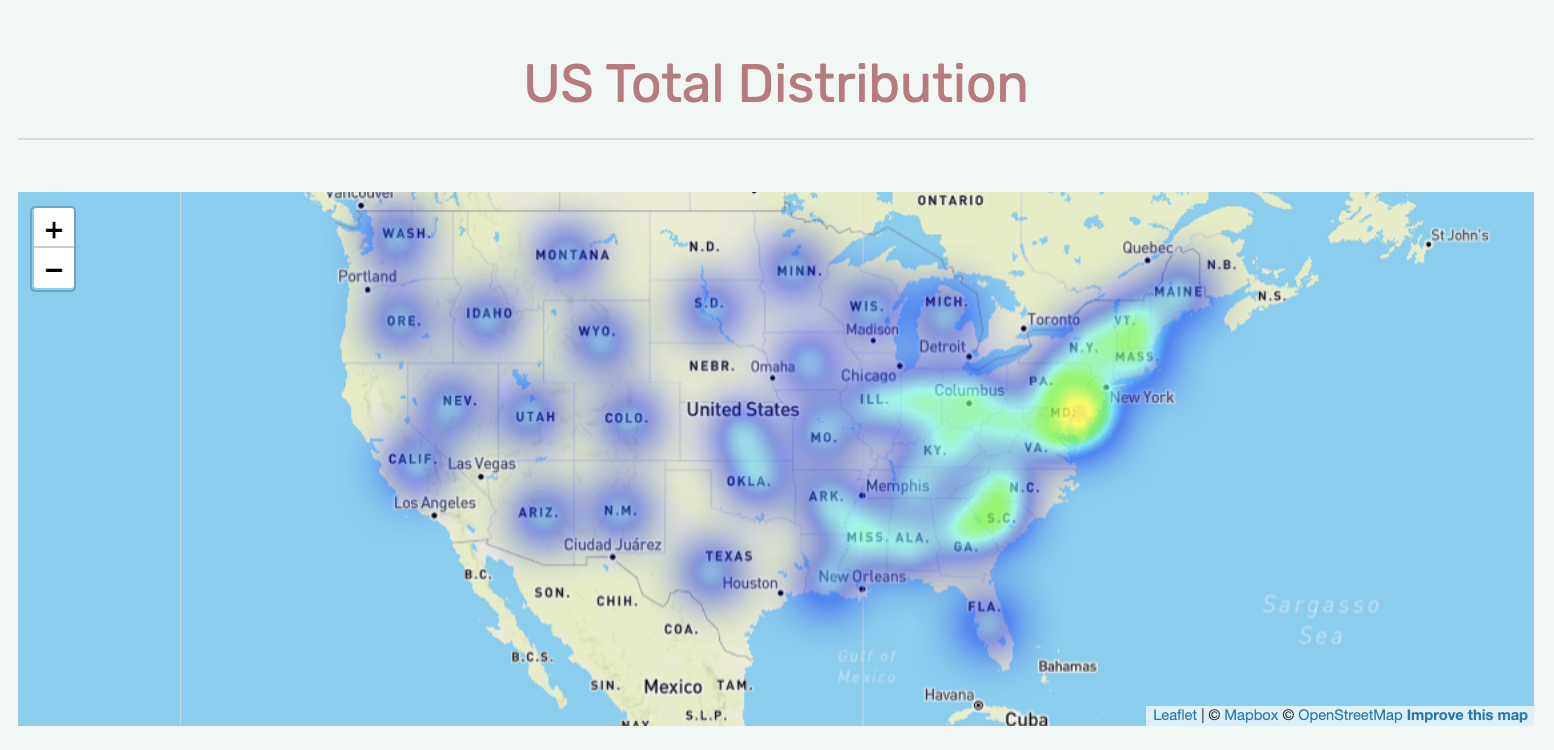 US Total Distribution
+
−
Vancouver
ONTARIO
WASH.
St John's
MONTANA
N.D.
Quebec
N.B.
MINN.
Portland
MAINE
N.S.
S.D.
WIS.
MICH.
IDAHO
ORE.
Toronto
VT.
WYO.
Madison
Detroit
N.Y.
MASS.
NEBR.
Omaha
Chicago
PA.
Columbus
New York
NEV.
ILL.
UTAH
COLO.
United States
MD.
MO.
KY.
VA.
CALIF.
Las Vegas
OKLA.
Memphis
N.C.
ARK.
Los Angeles
ARIZ.
N.M.
S.C.
MISS.
ALA.
GA.
Ciudad Juárez
TEXAS
B.C.
New Orleans
Houston
SON.
CHIH.
FLA.
Sargasso
Sea
COA.
B.C.S.
Gulf of
Mexico
Bahamas
SIN.
Mexico
TAM.
Havana
S.L.P.
Cuba
NAY.
Leaflet | © Mapbox © OpenStreetMap Improve this map